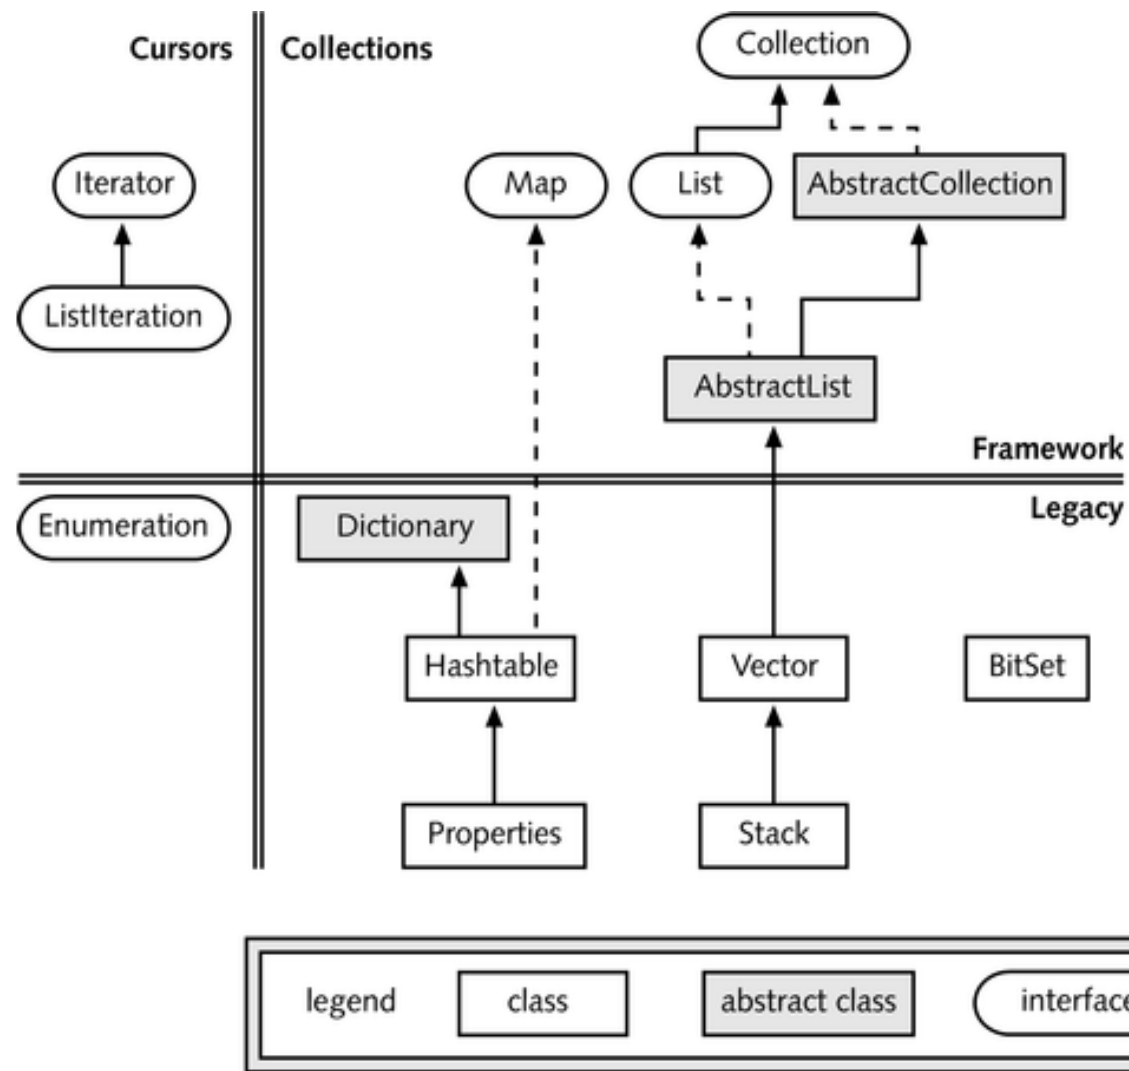 Cursors
Collections
Collection
Iterator
Map
List
AbstractCollection
ListIteration
AbstractList
Framework
Legacy
Enumeration
Dictionary
Hashtable
Vector
BitSet
Properties
Stack
legend
class
abstract class
interface